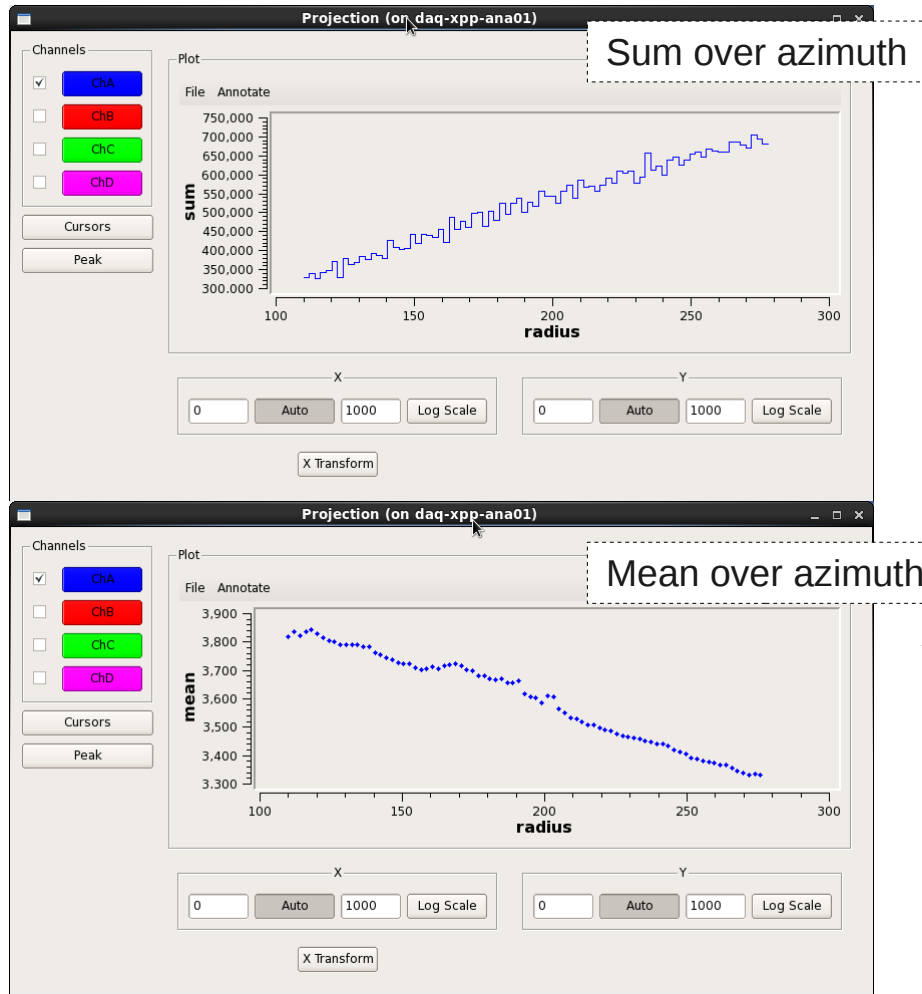 Projection (on daq-xpp-ana01)
Sum over azimuth
Channels
ChA
ChB
ChC
ChD
Cursors
Peak
Plot
File Annotate
750,000
700,000
650,000
600,000
550,000
500,000
450,000
400,000
350,000
300.000
sum
100 150 200 250 300
radius
X
0 Auto 1000 Log Scale
Y
0 Auto 1000 Log Scale
X Transform
Projection (on daq-xpp-ana01)
Mean over azimuth
Channels
ChA
ChB
ChC
ChD
Cursors
Peak
Plot
File Annotate
3,900
3,800
3,700
3,600
3,500
3,400
3.300
mean
100 150 200 250 300
radius
X
0 Auto 1000 Log Scale
Y
0 Auto 1000 Log Scale
X Transform